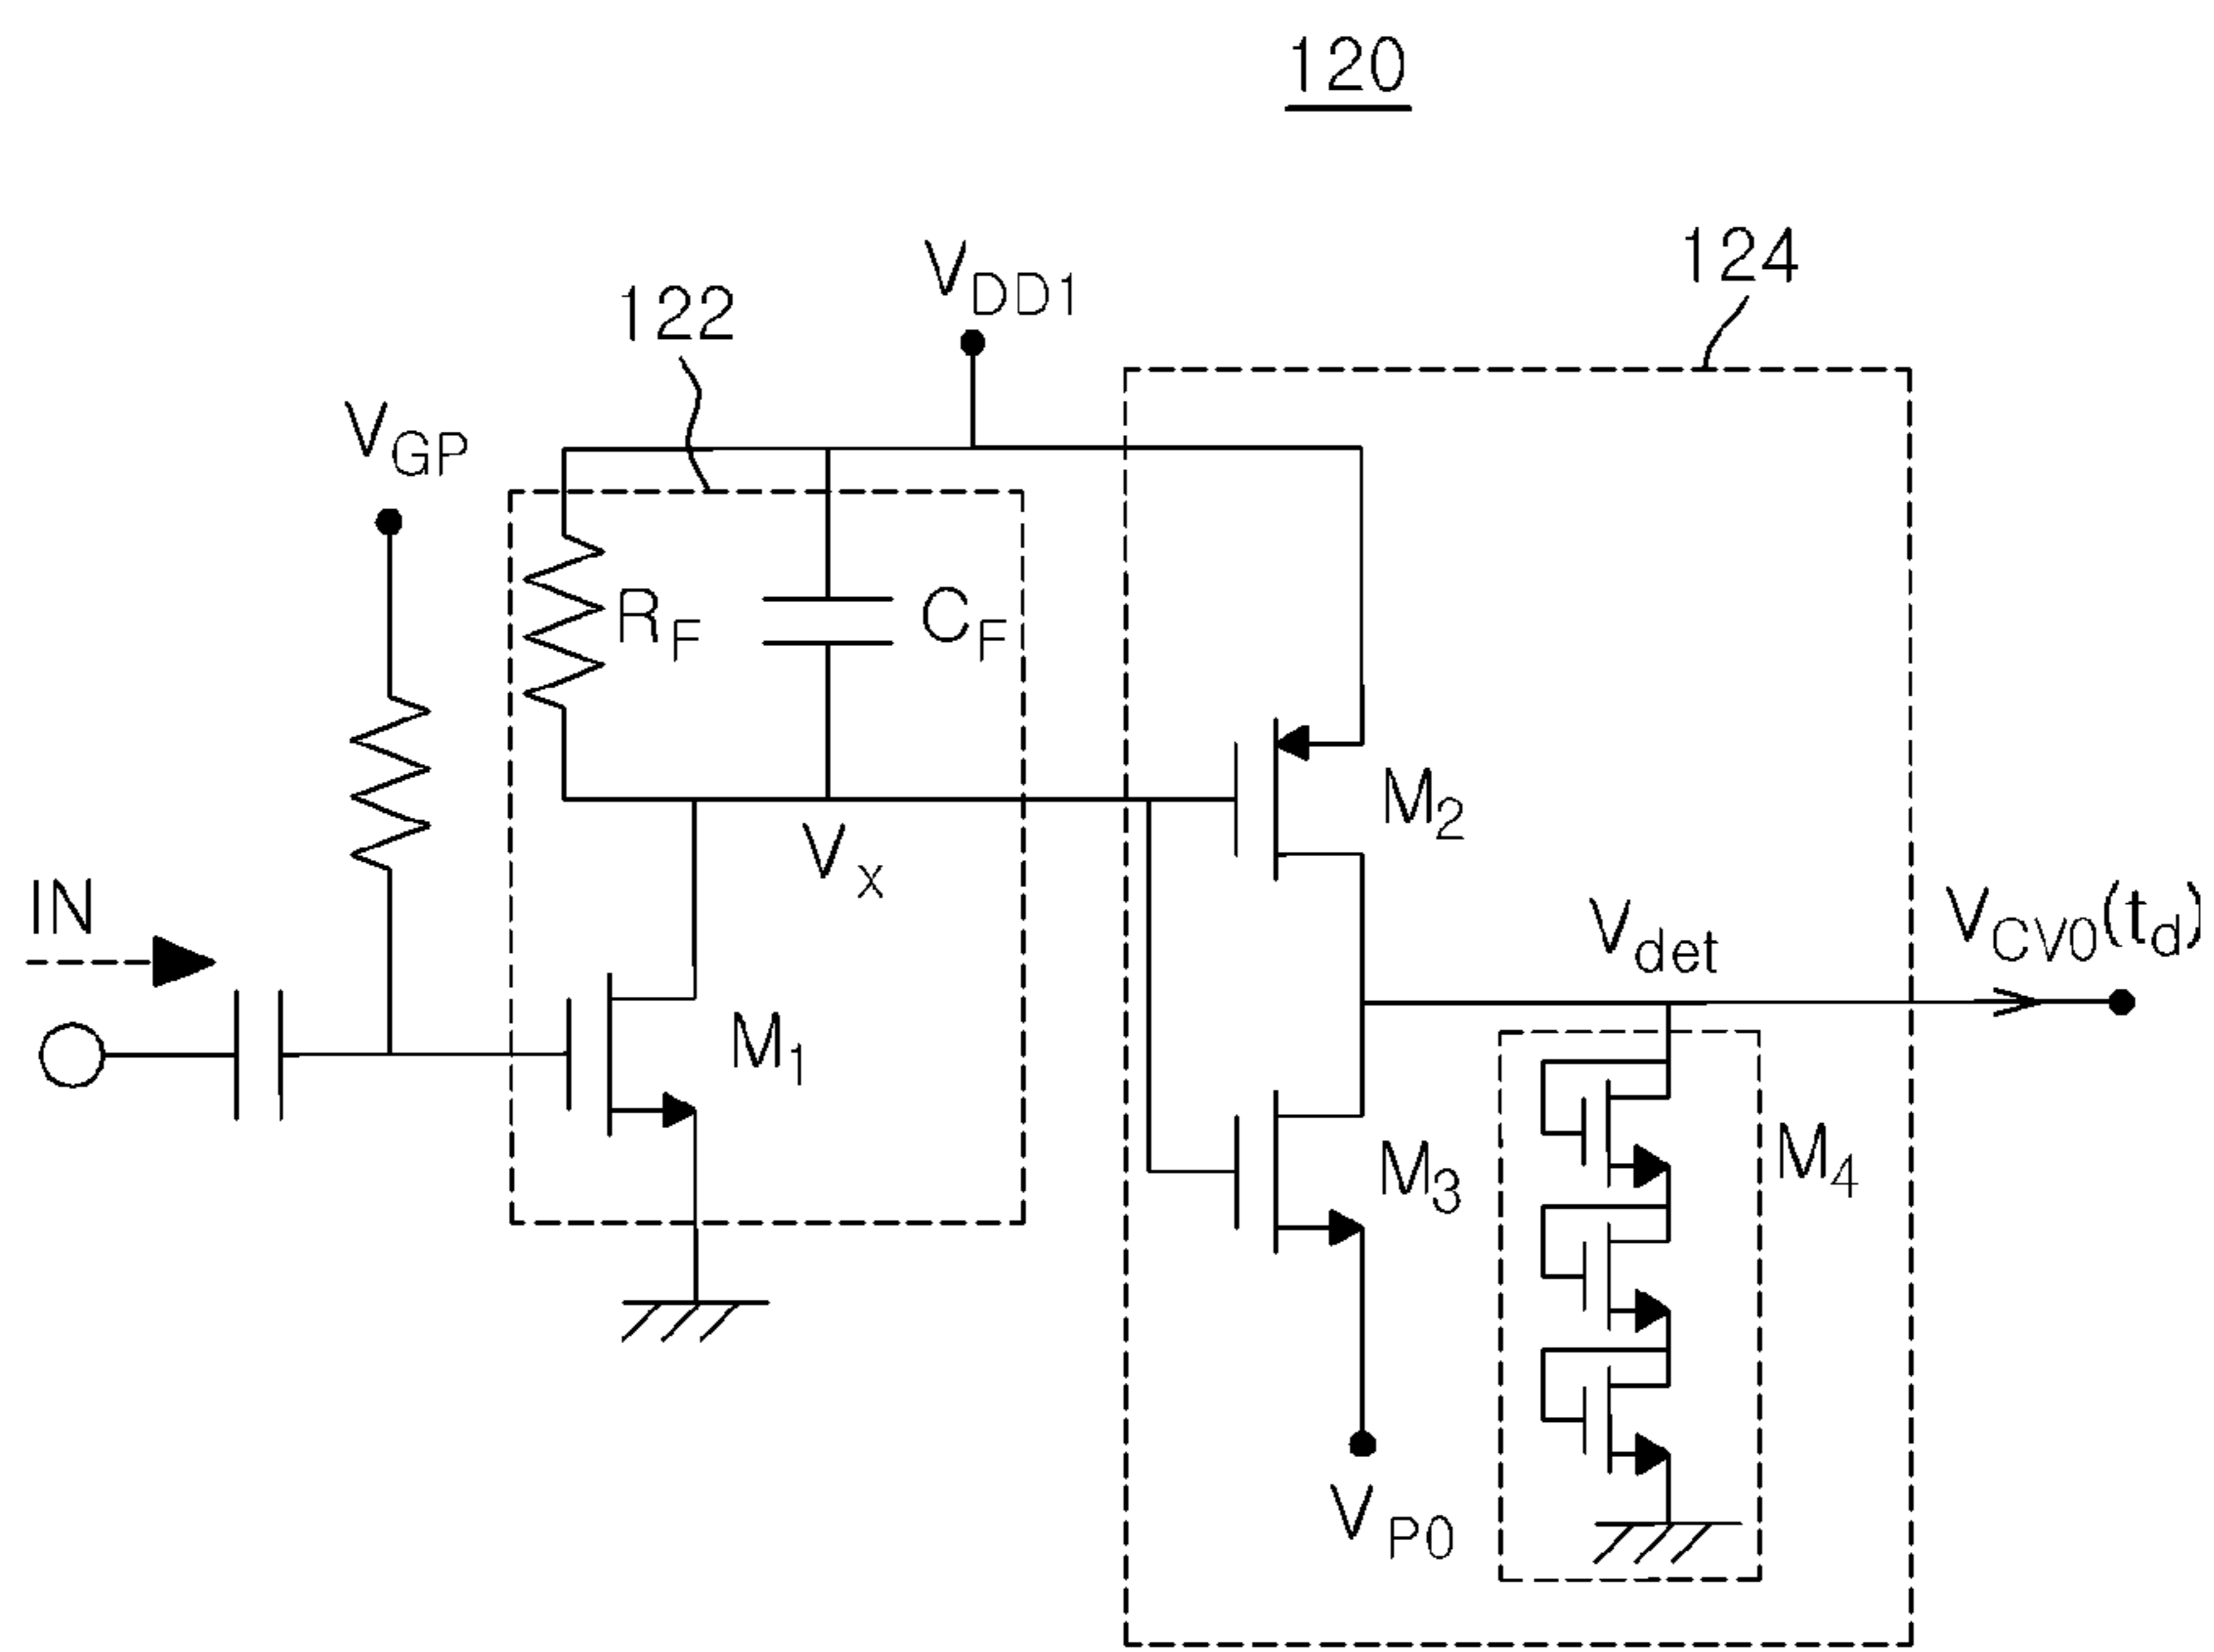 120
124
122
V_DD1
V_GP
R_F
C_F
M_2
V_X
IN
V_det
V_CV0(t_d)
M_1
M_3
M_4
V_P0